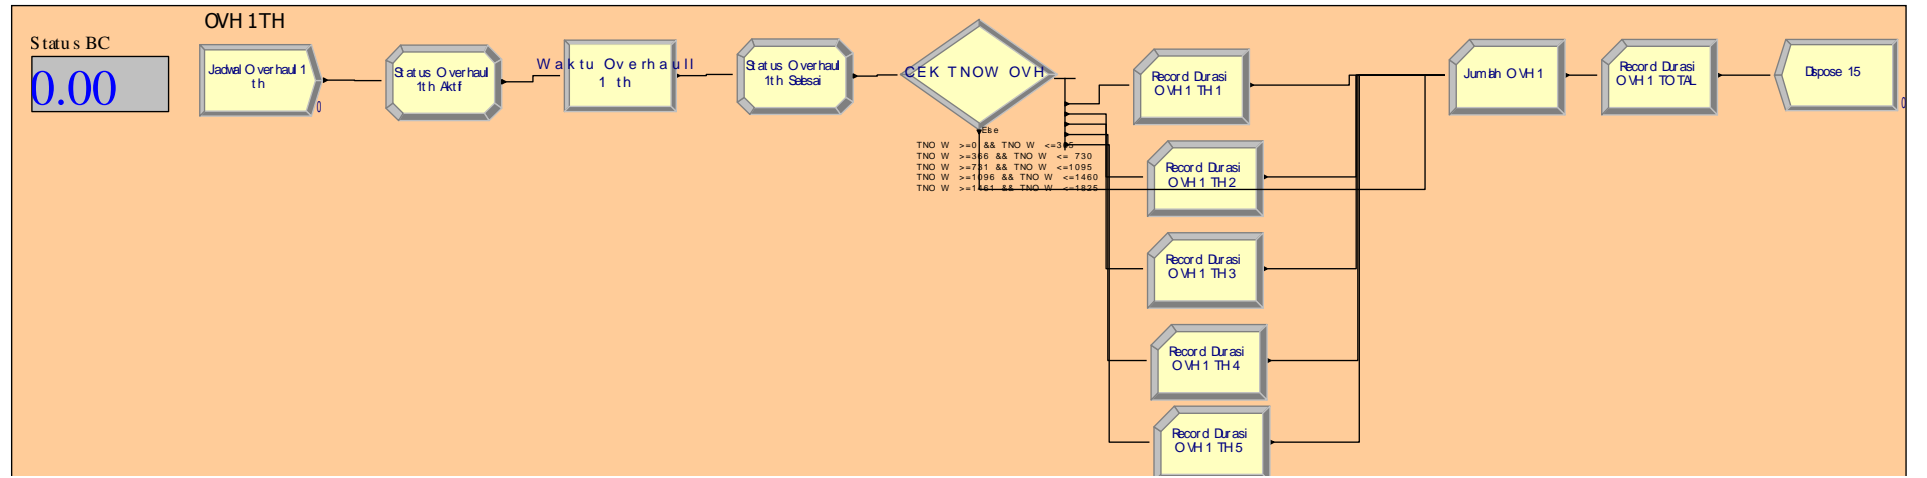 OVH 1TH
Status BC
0.00
Jadwal Overhaul 1
th
0
Status Overhaul
1th Aktif
Waktu Overhaull
1 th
Status Overhaul
1th Selesai
CEK TNOW OVH
Else
TNOW >=0 && TNOW <=365
TNOW >=366 && TNOW <= 730
TNOW >=731 && TNOW <=1095
TNOW >=1096 && TNOW <=1460
TNOW >=1461 && TNOW <=1825
Record Durasi
OVH 1 TH 1
Record Durasi
OVH 1 TH 2
Record Durasi
OVH 1 TH 3
Record Durasi
OVH 1 TH 4
Record Durasi
OVH 1 TH 5
Jumlah OVH 1
Record Durasi
OVH 1 TOTAL
Dispose 15
0